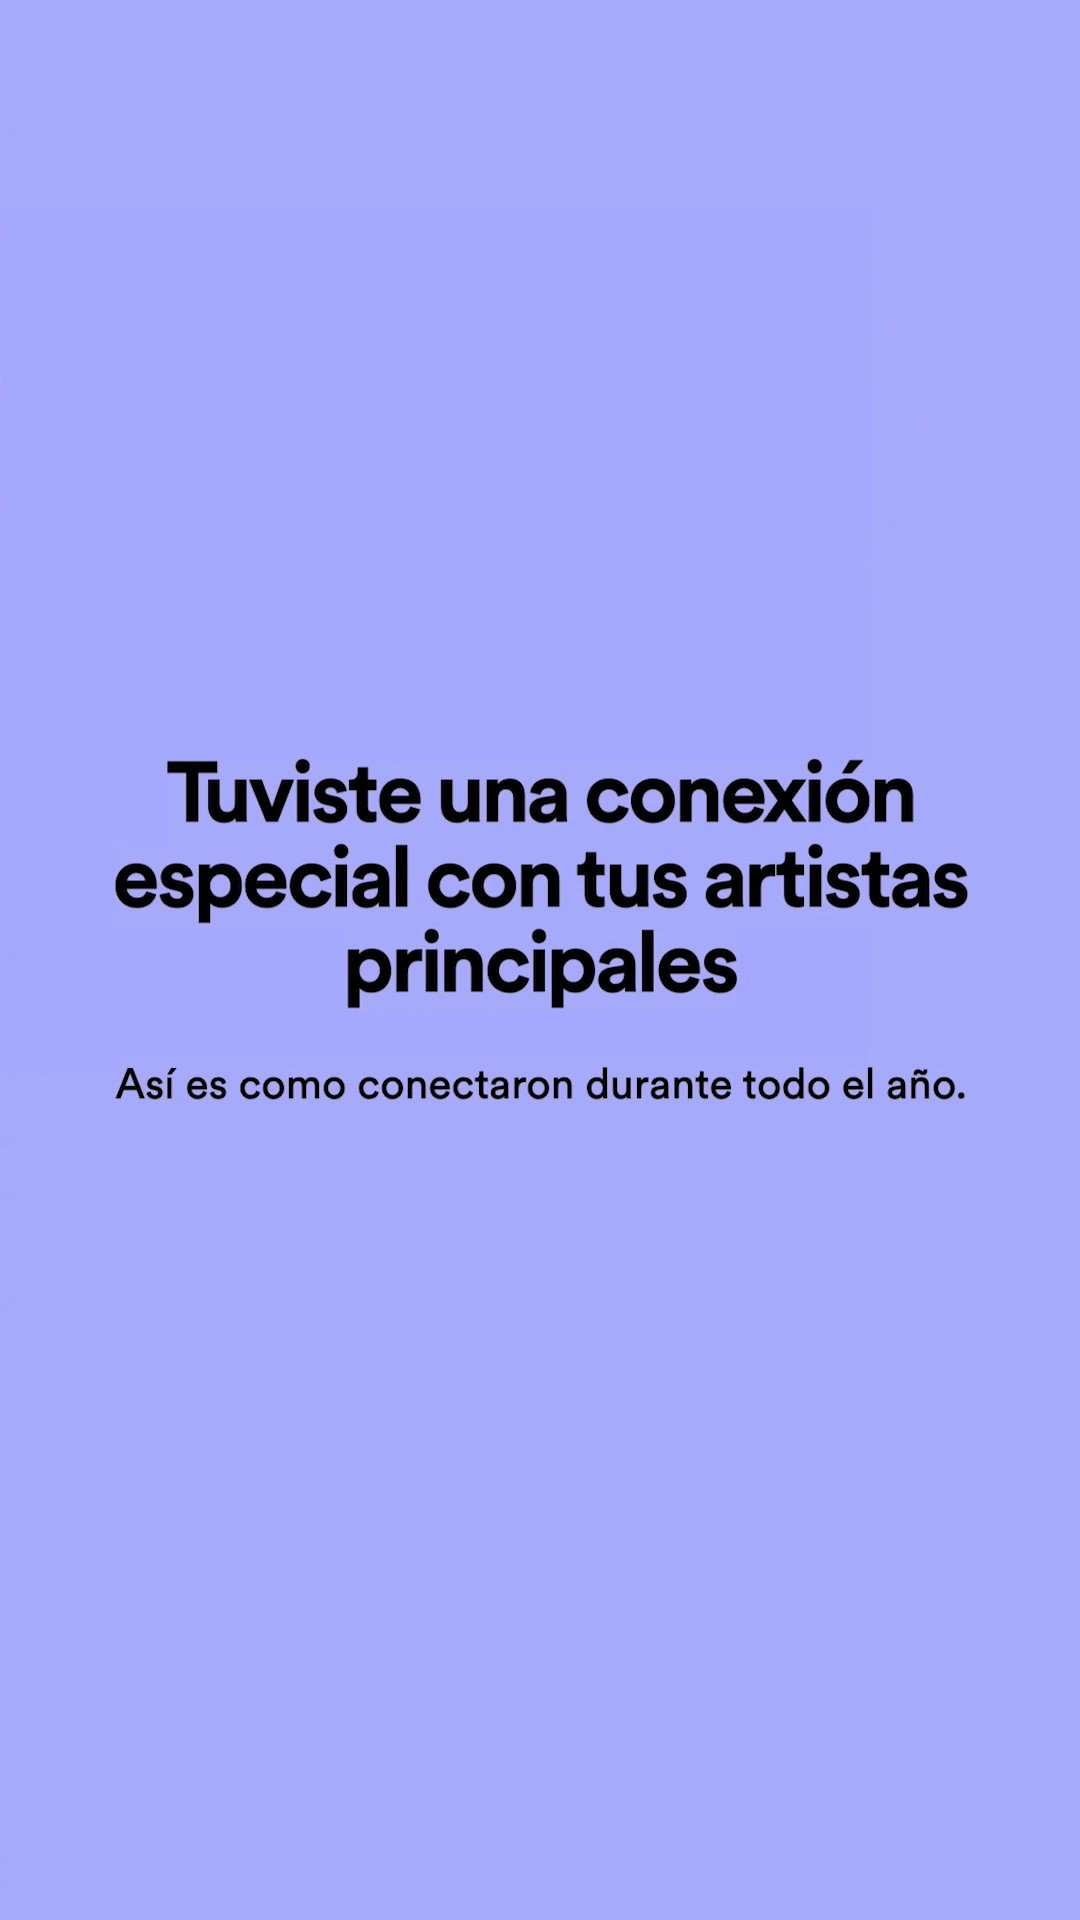 Tuviste una conexión
especial con tus artistas
principales
Así es como conectaron durante todo el año.